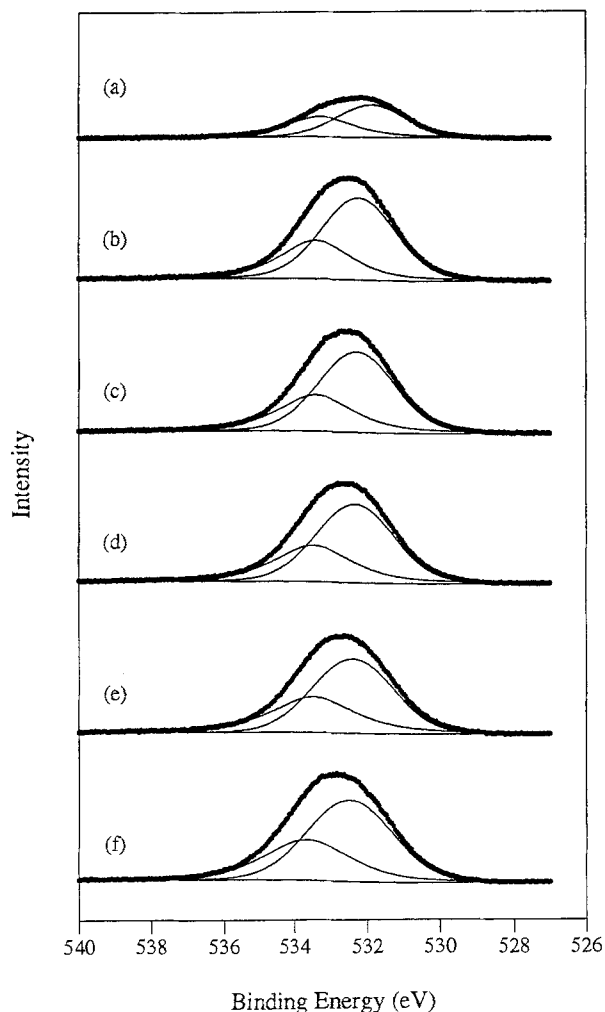 (a)
(b)
(c)
(d)
(e)
(f)
Intensity
540 538 536 534 532 530 528 526
Binding Energy (eV)